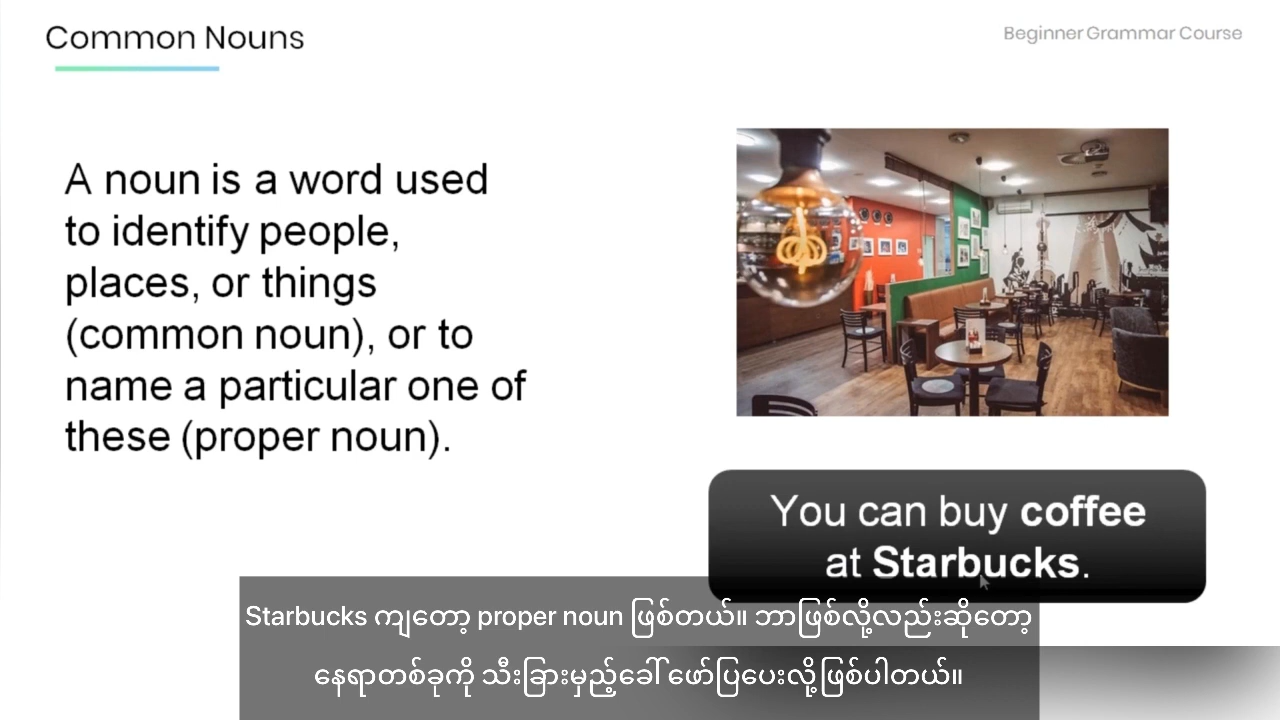 Common Nouns
Beginner Grammar Course
A noun is a word used
to identify people,
places, or things
(common noun), or to
name a particular one of
these (proper noun).
You can buy coffee
at Starbucks.
Starbucks ကျတော့ proper noun ဖြစ်တယ်။ ဘာဖြစ်လို့လည်းဆိုတော့
နေရာတစ်ခုကို သီးခြားမှည့်ခေါ် ဖော်ပြပေးလို့ဖြစ်ပါတယ်။